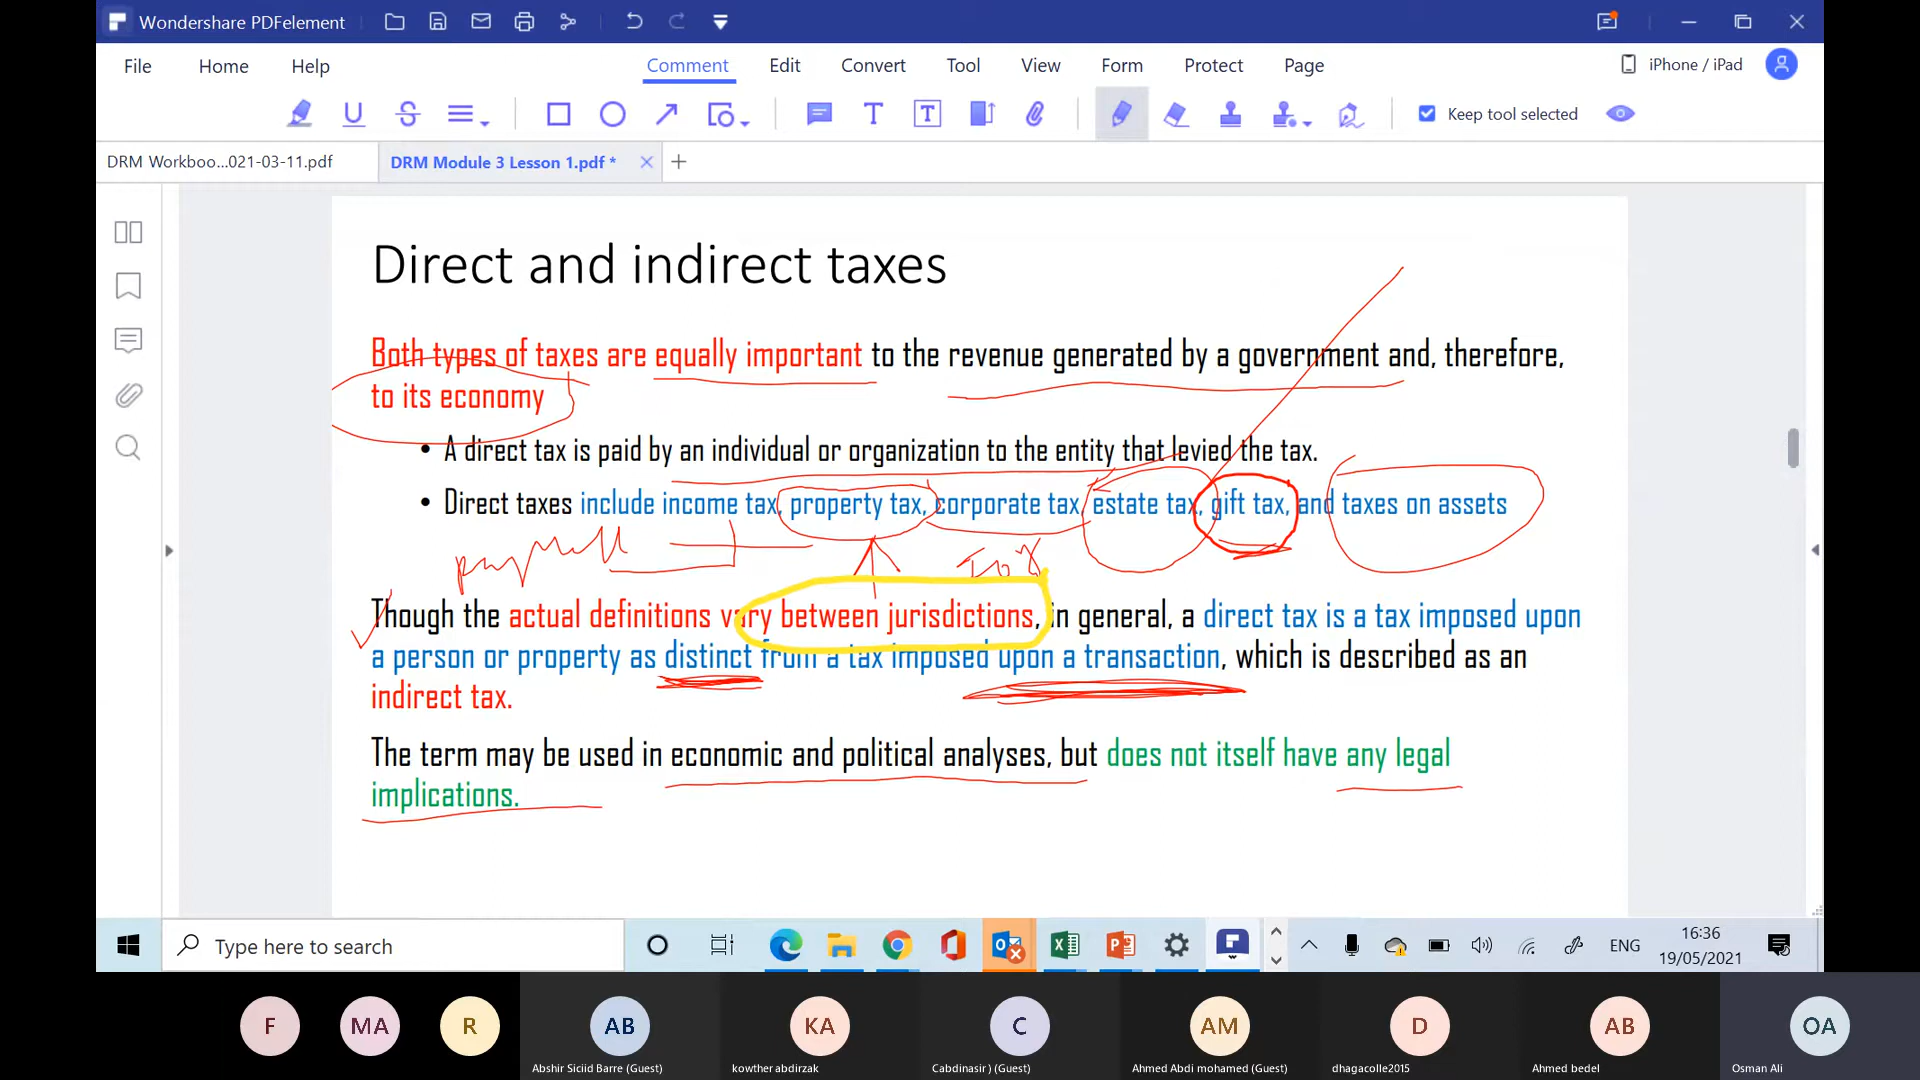 Wondershare PDFelement
File Home Help Comment Edit Convert Tool View Form Protect Page iPhone / iPad
Keep tool selected
DRM Workboo...021-03-11.pdf DRM Module 3 Lesson 1.pdf *
Direct and indirect taxes
Both types of taxes are equally important to the revenue generated by a government and, therefore,
to its economy
• A direct tax is paid by an individual or organization to the entity that levied the tax.
• Direct taxes include income tax, property tax, corporate tax, estate tax, gift tax, and taxes on assets
Though the actual definitions vary between jurisdictions, in general, a direct tax is a tax imposed upon
a person or property as distinct from a tax imposed upon a transaction, which is described as an
indirect tax.
The term may be used in economic and political analyses, but does not itself have any legal
implications.
Type here to search
ENG
16:36
19/05/2021
F MA R AB KA C AM D AB OA
Abshir Siciid Barre (Guest) kowther abdirzak Cabdinasir ) (Guest) Ahmed Abdi mohamed (Guest) dhagacolle2015 Ahmed bedel Osman Ali